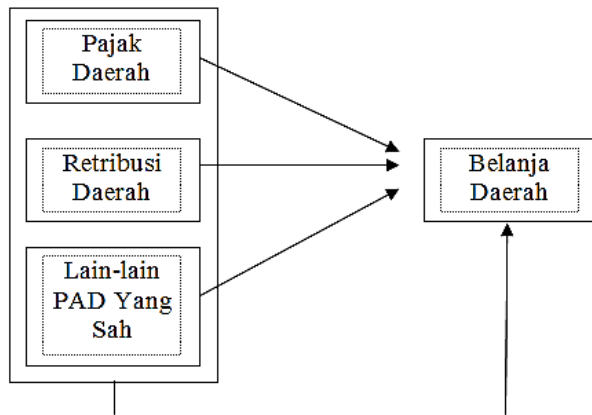 Pajak
Daerah
Retribusi
Daerah
Lain-lain
PAD Yang
Sah
Belanja
Daerah